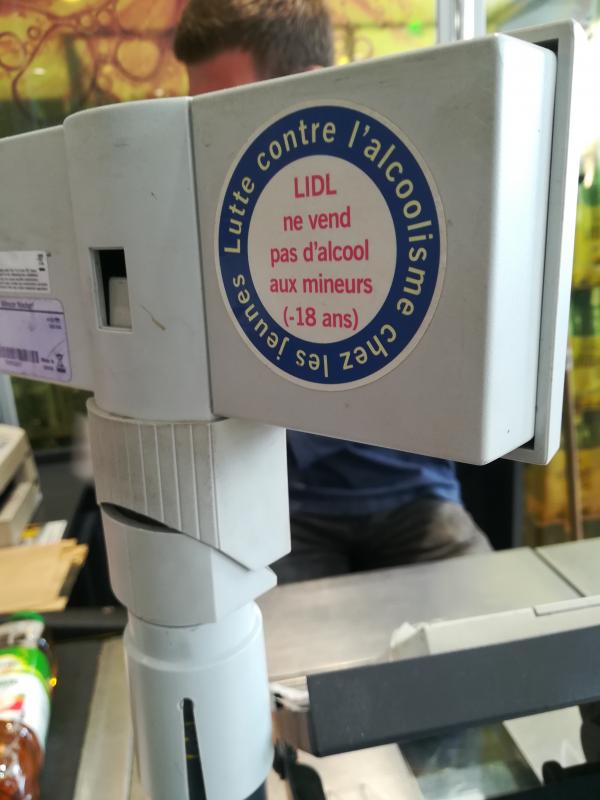 Lutte contre l'alcoolisme chez les jeunes
LIDL
ne vend
pas d'alcool
aux mineurs
(-18 ans)